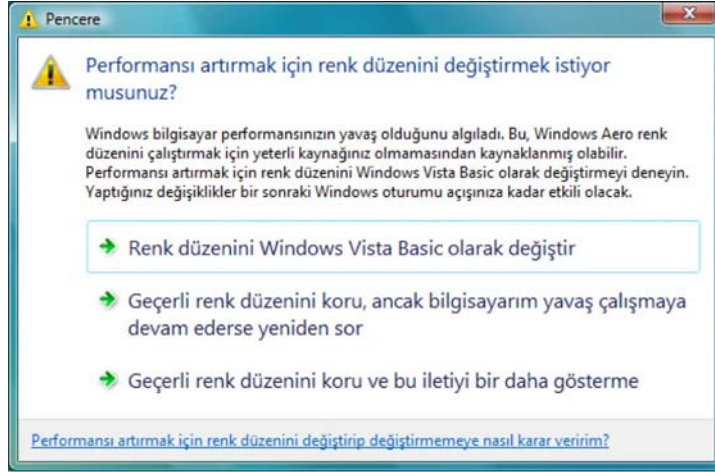 Pencere
Performansı artırmak için renk düzenini değiştirmek istiyor
musunuz?
Windows bilgisayar performansınızın yavaş olduğunu algıladı. Bu, Windows Aero renk
düzenini çalıştırmak için yeterli kaynağınız olmamasından kaynaklanmış olabilir.
Performansı artırmak için renk düzenini Windows Vista Basic olarak değiştirmeyi deneyin.
Yaptığınız değişiklikler bir sonraki Windows oturumu açışınıza kadar etkili olacak.
Renk düzenini Windows Vista Basic olarak değiştir
Geçerli renk düzenini koru, ancak bilgisayarım yavaş çalışmaya
devam ederse yeniden sor
Geçerli renk düzenini koru ve bu iletiyi bir daha gösterme
Performansı artırmak için renk düzenini değiştirip değiştirmemeye nasıl karar veririm?